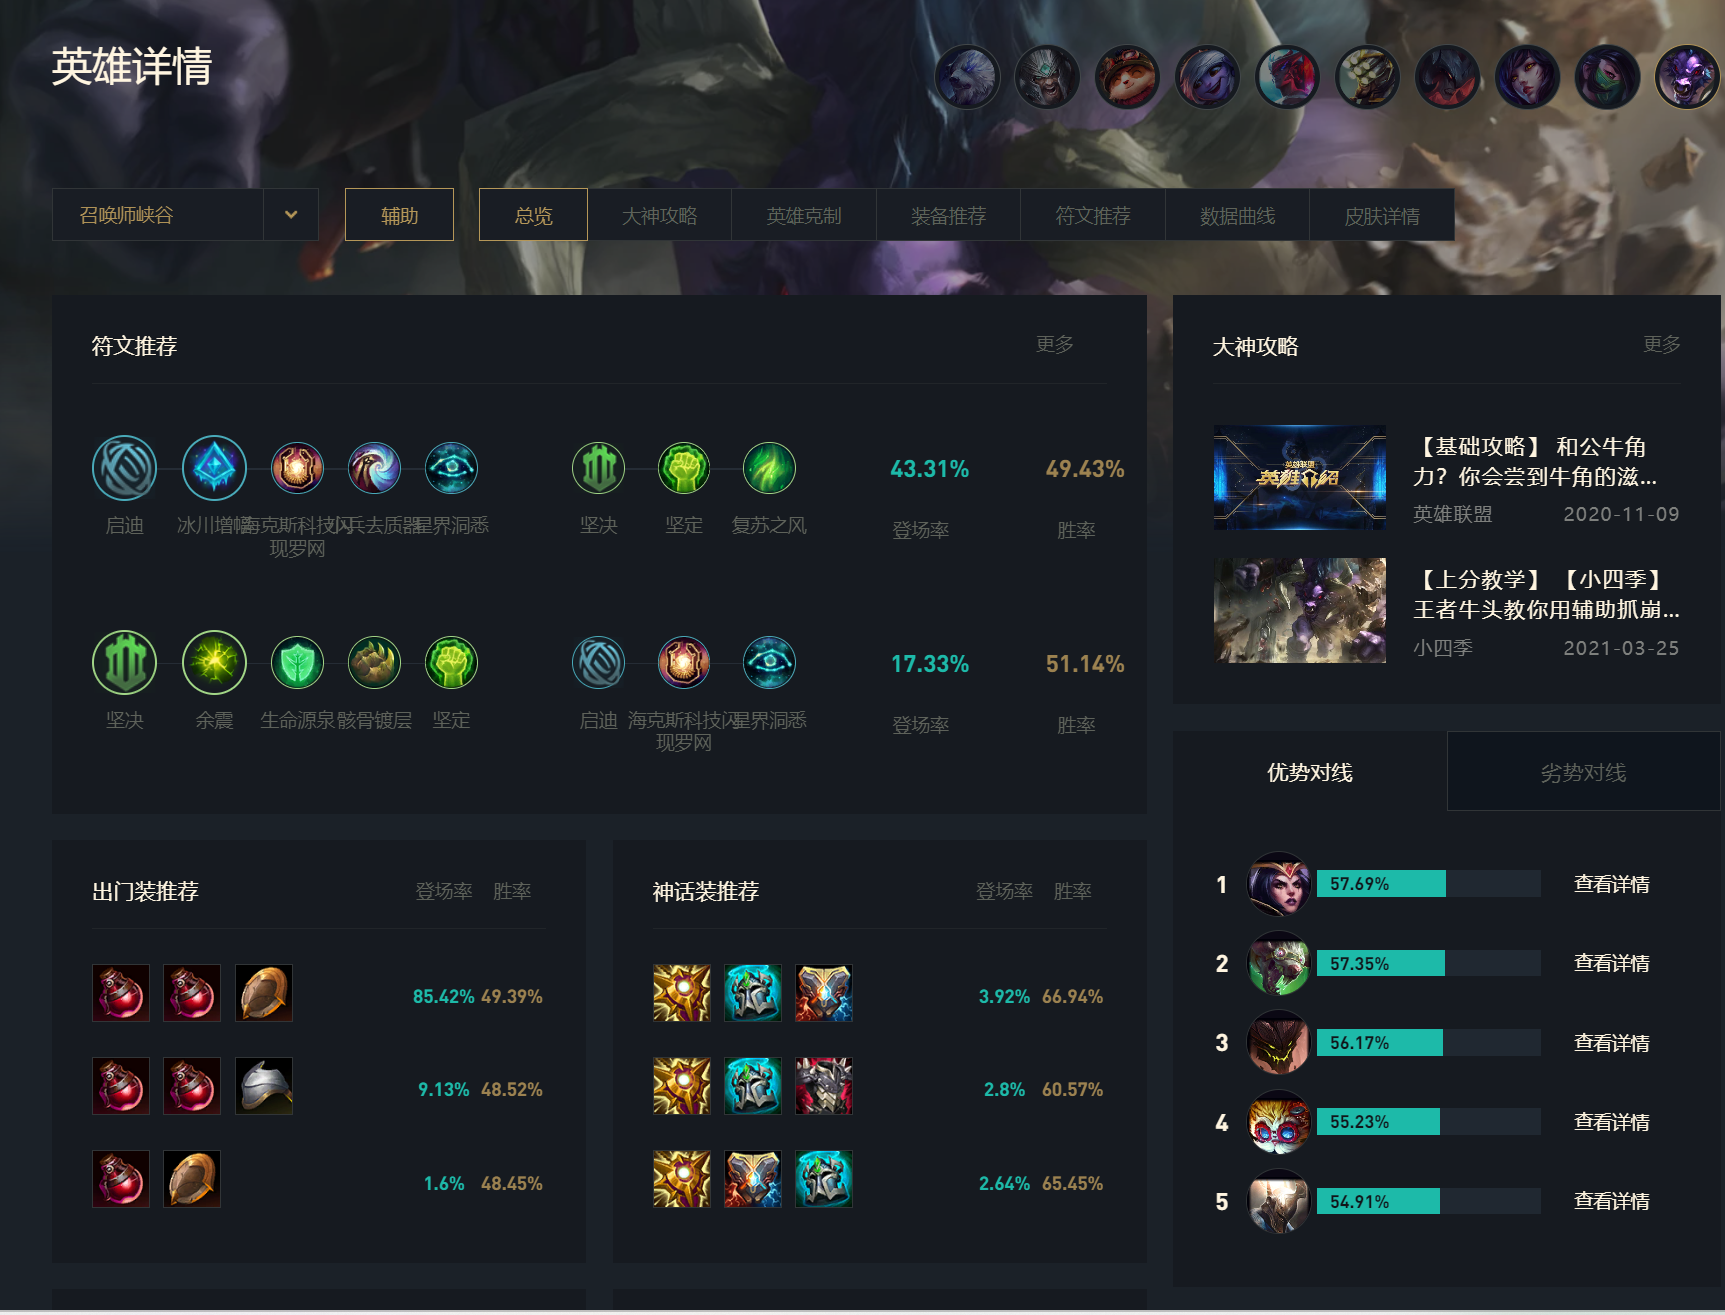 英雄详情
召唤师峡谷
辅助
总览
大神攻略
英雄克制
装备推荐
符文推荐
数据曲线
皮肤详情
符文推荐
更多
启迪
冰川增幅
海克斯科技闪
现罗网
小兵去质器
星界洞悉
坚决
坚定
复苏之风
43.31%
登场率
49.43%
胜率
坚决
余震
生命源泉
骸骨镀层
坚定
启迪
海克斯科技闪
现罗网
星界洞悉
17.33%
登场率
51.14%
胜率
大神攻略
更多
英雄联盟
英雄介绍
【基础攻略】 和公牛角
力？你会尝到牛角的滋...
英雄联盟
2020-11-09
【上分教学】 【小四季】
王者牛头教你用辅助抓崩...
小四季
2021-03-25
出门装推荐
登场率
胜率
85.42%
49.39%
9.13%
48.52%
1.6%
48.45%
神话装推荐
登场率
胜率
3.92%
66.94%
2.8%
60.57%
2.64%
65.45%
优势对线
劣势对线
1
57.69%
查看详情
2
57.35%
查看详情
3
56.17%
查看详情
4
55.23%
查看详情
5
54.91%
查看详情